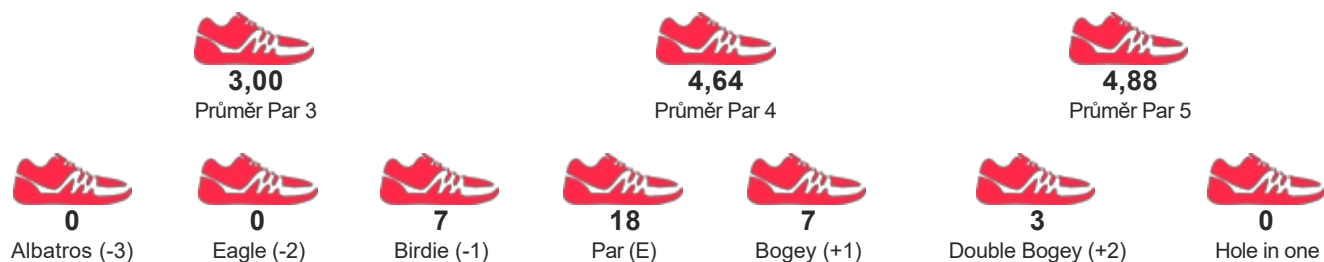 3,00 4,64 4,88
Průměr Par 3 Průměr Par 4 Průměr Par 5
0 0 7 18 7 3 0
Albatros (-3) Eagle (-2) Birdie (-1) Par (E) Bogey (+1) Double Bogey (+2) Hole in one